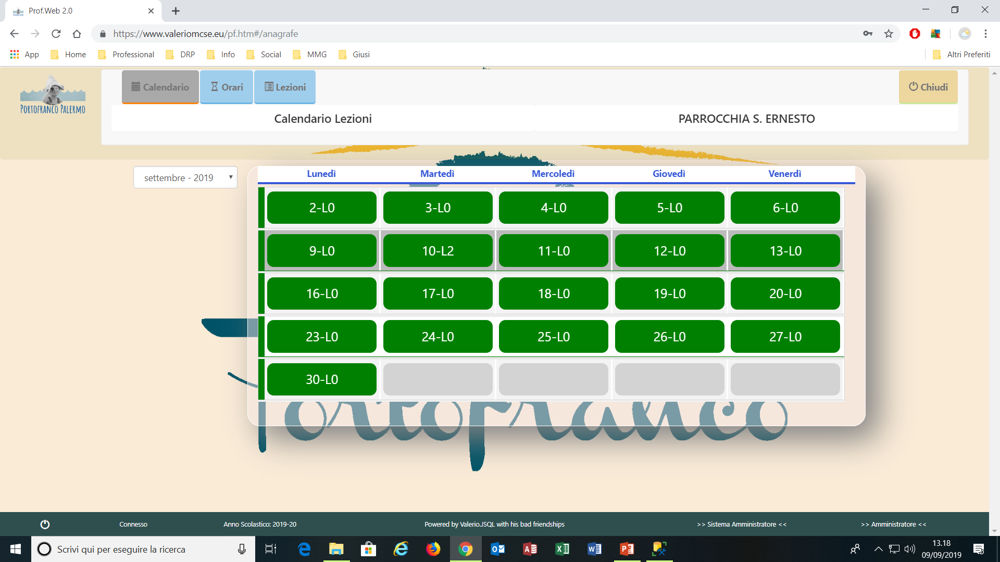 Prof.Web 2.0
https://www.valeriomcse.eu/pf.htm#/anagrafe
App Home Professional DRP Info Social MMG Giusi Altri Preferiti
PORTOFRANCO PALERMO
Calendario Orari Lezioni Chiudi
Calendario Lezioni PARROCCHIA S. ERNESTO
settembre - 2019
Lunedì Martedì Mercoledì Giovedì Venerdì
2-L0 3-L0 4-L0 5-L0 6-L0
9-L0 10-L2 11-L0 12-L0 13-L0
16-L0 17-L0 18-L0 19-L0 20-L0
23-L0 24-L0 25-L0 26-L0 27-L0
30-L0
Portofranco
Connesso Anno Scolastico: 2019-20 Powered by ValerioJSQL with his bad friendships >> Sistema Amministratore << >> Amministratore <<
Scrivi qui per eseguire la ricerca
13.18
09/09/2019